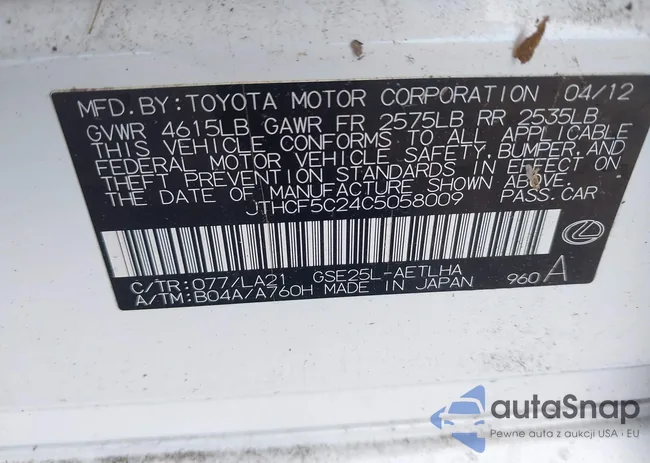 MFD.BY:TOYOTA MOTOR CORPORATION 04/12
GVWR 4615LB GAWR FR 2575LB RR 2535LB
THIS VEHICLE CONFORMS TO ALL APPLICABLE
FEDERAL MOTOR VEHICLE SAFETY, BUMPER, AND
THEFT PREVENTION STANDARDS IN EFFECT ON
THE DATE OF MANUFACTURE SHOWN ABOVE.
JTHCF5C24C5058009 PASS.CAR
C/TR:077/LA21 GSE25L-AETLHA
A/TM:B04A/A760H MADE IN JAPAN 960 A
autaSnap
Pewne auta z aukcji USA i EU